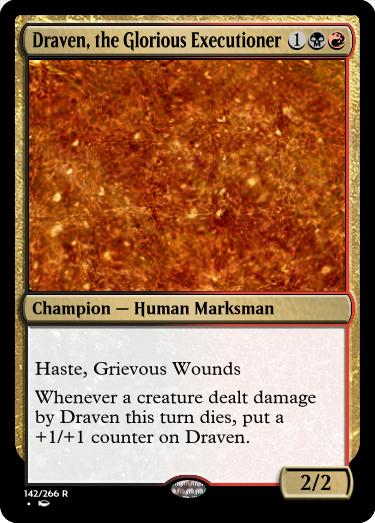 Draven, the Glorious Executioner 1
Champion — Human Marksman
Haste, Grievous Wounds
Whenever a creature dealt damage
by Draven this turn dies, put a
+1/+1 counter on Draven.
2/2
142/266 R